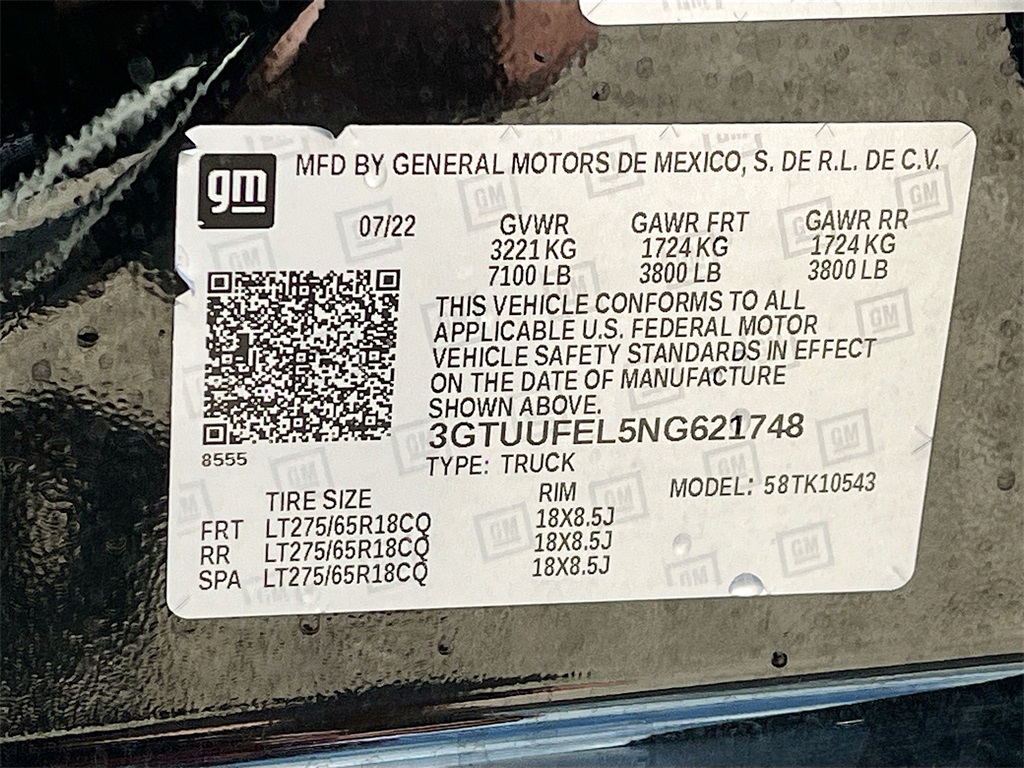 gm
MFD BY GENERAL MOTORS DE MEXICO, S. DE R.L. DE C.V.
07/22 GVWR GAWR FRT GAWR RR
3221 KG 1724 KG 1724 KG
7100 LB 3800 LB 3800 LB
THIS VEHICLE CONFORMS TO ALL
APPLICABLE U.S. FEDERAL MOTOR
VEHICLE SAFETY STANDARDS IN EFFECT
ON THE DATE OF MANUFACTURE
SHOWN ABOVE.
3GTUUFEL5NG621748
8555
TYPE: TRUCK
TIRE SIZE RIM MODEL: 58TK10543
FRT LT275/65R18CQ 18X8.5J
RR LT275/65R18CQ 18X8.5J
SPA LT275/65R18CQ 18X8.5J